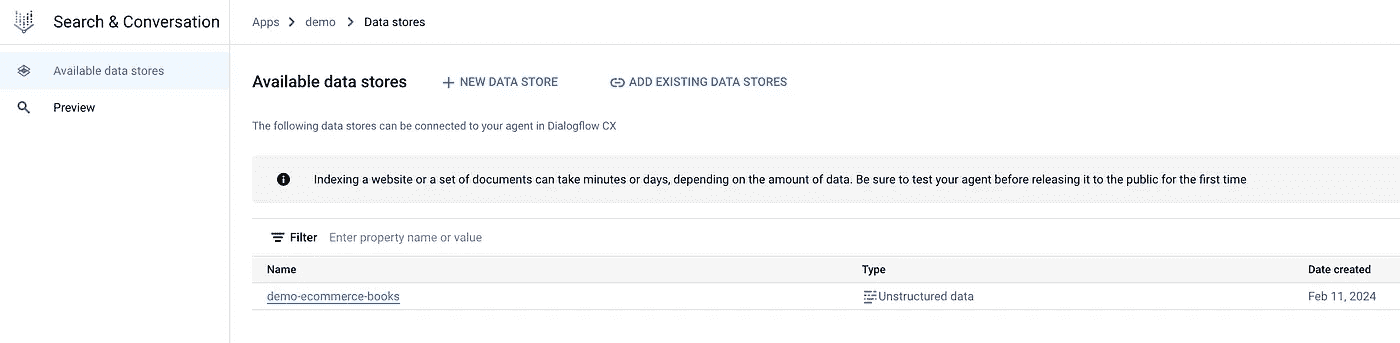 Search & Conversation
Apps > demo > Data stores
Available data stores
Preview
Available data stores + NEW DATA STORE ADD EXISTING DATA STORES
The following data stores can be connected to your agent in Dialogflow CX
Indexing a website or a set of documents can take minutes or days, depending on the amount of data. Be sure to test your agent before releasing it to the public for the first time
Filter Enter property name or value
Name Type Date created
demo-ecommerce-books Unstructured data Feb 11, 2024